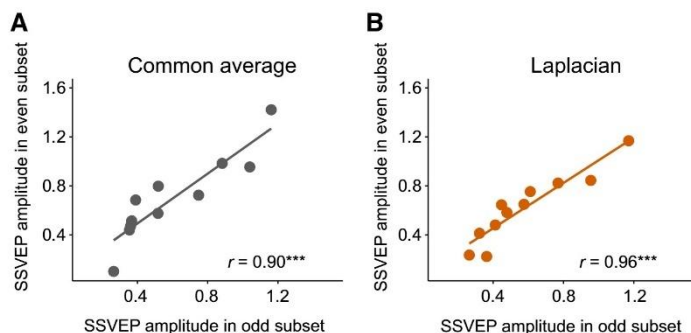 A
Common average
SSVEP amplitude in even subset
1.6
1.2
0.8
0.4
r = 0.90***
0.4
0.8
1.2
SSVEP amplitude in odd subset
B
Laplacian
SSVEP amplitude in even subset
1.6
1.2
0.8
0.4
r = 0.96***
0.4
0.8
1.2
SSVEP amplitude in odd subset